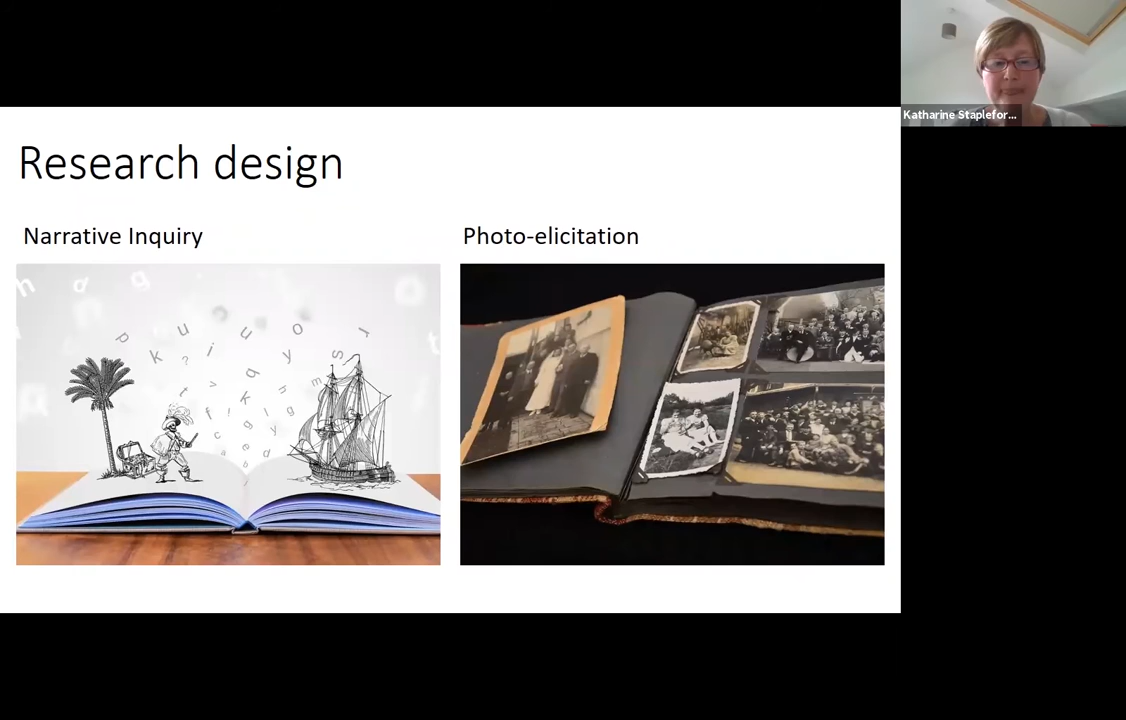 Katharine Staplefor...
Research design
Narrative Inquiry
Photo-elicitation